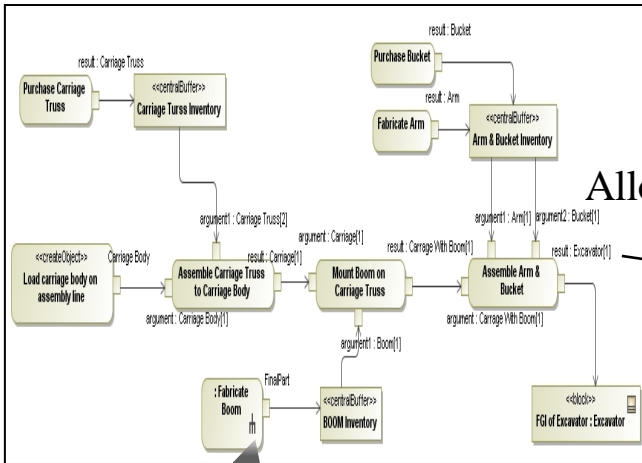 result : Carriage Truss
Purchase Carriage
Truss
<<centralBuffer>>
Carriage Turss Inventory
result : Bucket
Purchase Bucket
result : Arm
Fabricate Arm
<<centralBuffer>>
Arm & Bucket Inventory
argument1 : Carriage Truss[2]
argument1 : Arm[1]
argument2 : Bucket[1]
<<createObject>>
Load carriage body on
assembly line
Carriage Body
argument : Carriage Body[1]
Assemble Carriage Truss
to Carriage Body
result : Carriage[1]
argument : Carriage[1]
Mount Boom on
Carriage Truss
result : Carriage With Boom[1]
argument : Carrage With Boom[1]
Assemble Arm &
Bucket
result : Excavator[1]
argument1 : Boom[1]
: Fabricate
Boom
FinalPart
<<centralBuffer>>
BOOM Inventory
<<block>>
FGI of Excavator : Excavator